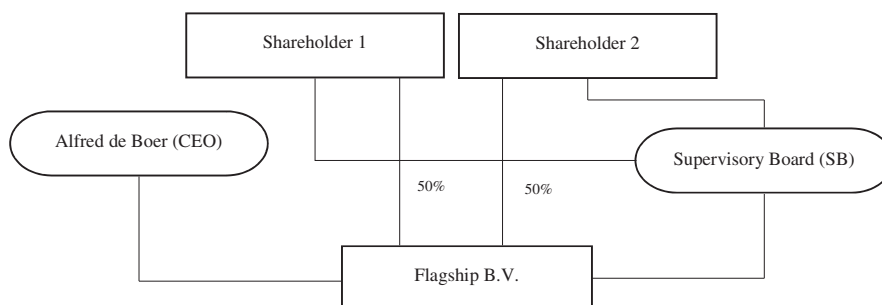 Shareholder 1
Shareholder 2
Alfred de Boer (CEO)
Supervisory Board (SB)
50%
50%
Flagship B.V.